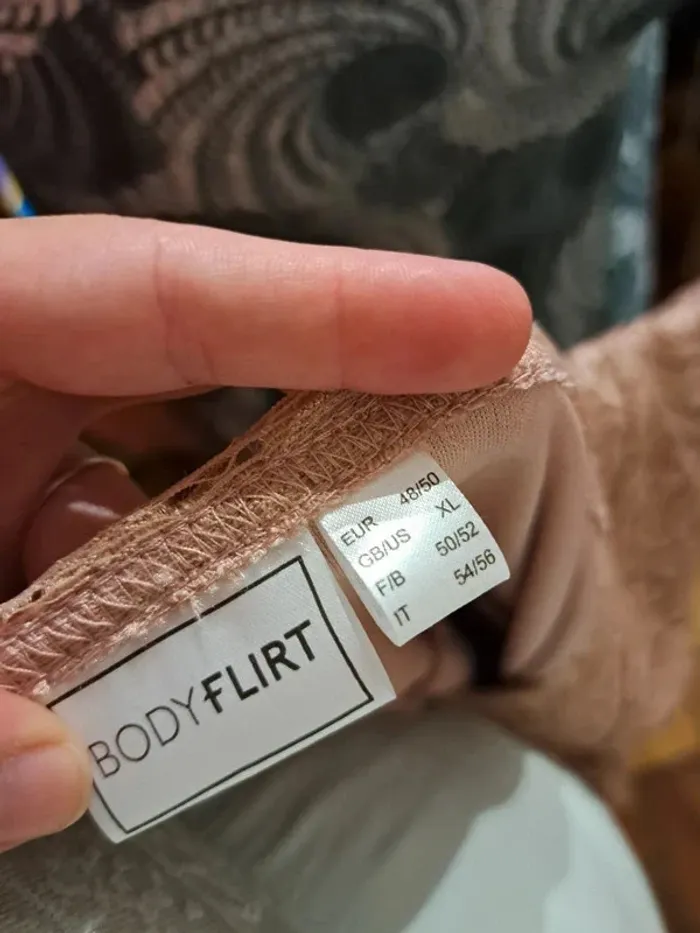 EUR 48/50
GB/US XL
F/B 50/52
IT 54/56
BODYFLIRT